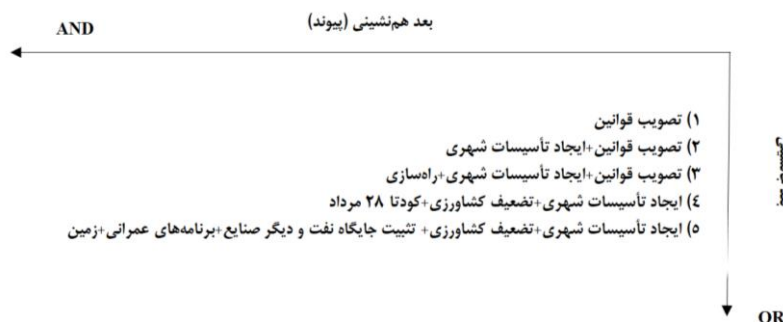 بعد هم‌نشینی (پیوند)
AND
۱) تصویب قوانین
۲) تصویب قوانین+ایجاد تأسیسات شهری
۳) تصویب قوانین+ایجاد تأسیسات شهری+راه‌سازی
٤) ایجاد تأسیسات شهری+تضعیف کشاورزی+کودتا ۲۸ مرداد
٥) ایجاد تأسیسات شهری+تضعیف کشاورزی+ تثبیت جایگاه نفت و دیگر صنایع+برنامه‌های عمرانی+زمین
OR